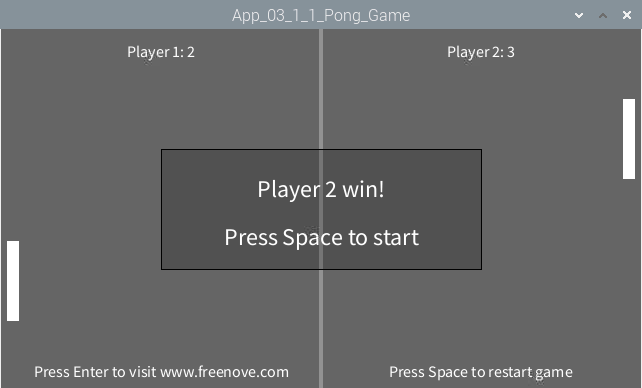 App_03_1_1_Pong_Game
Player 1: 2
Player 2: 3
Player 2 win!
Press Space to start
Press Enter to visit www.freenove.com
Press Space to restart game